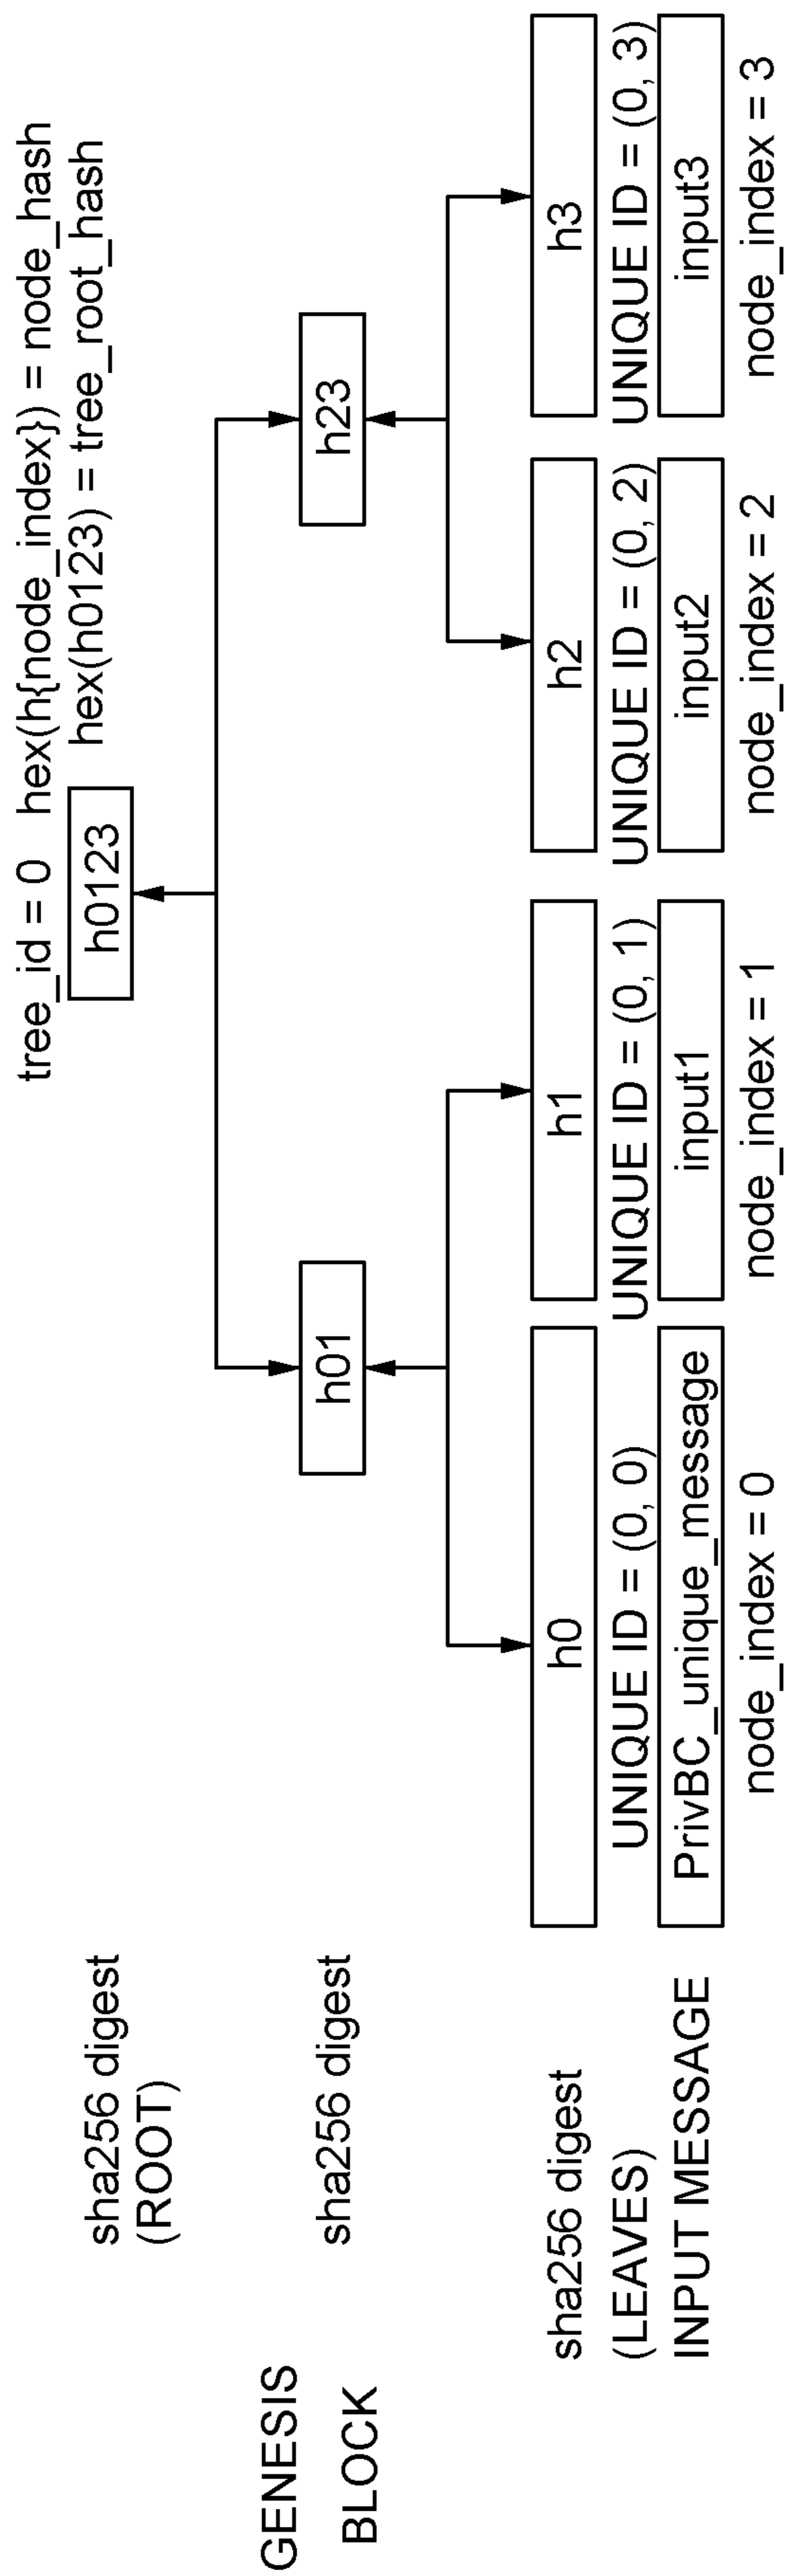 tree_id = 0 hex(h{node_index}) = node_hash
hex(h0123) = tree_root_hash
sha256 digest
(ROOT)
h0123
GENESIS
BLOCK
sha256 digest
h01
h23
sha256 digest
(LEAVES)
h0
h1
h2
h3
UNIQUE ID = (0, 0)
UNIQUE ID = (0, 1)
UNIQUE ID = (0, 2)
UNIQUE ID = (0, 3)
INPUT MESSAGE
PrivBC_unique_message
input1
input2
input3
node_index = 0
node_index = 1
node_index = 2
node_index = 3